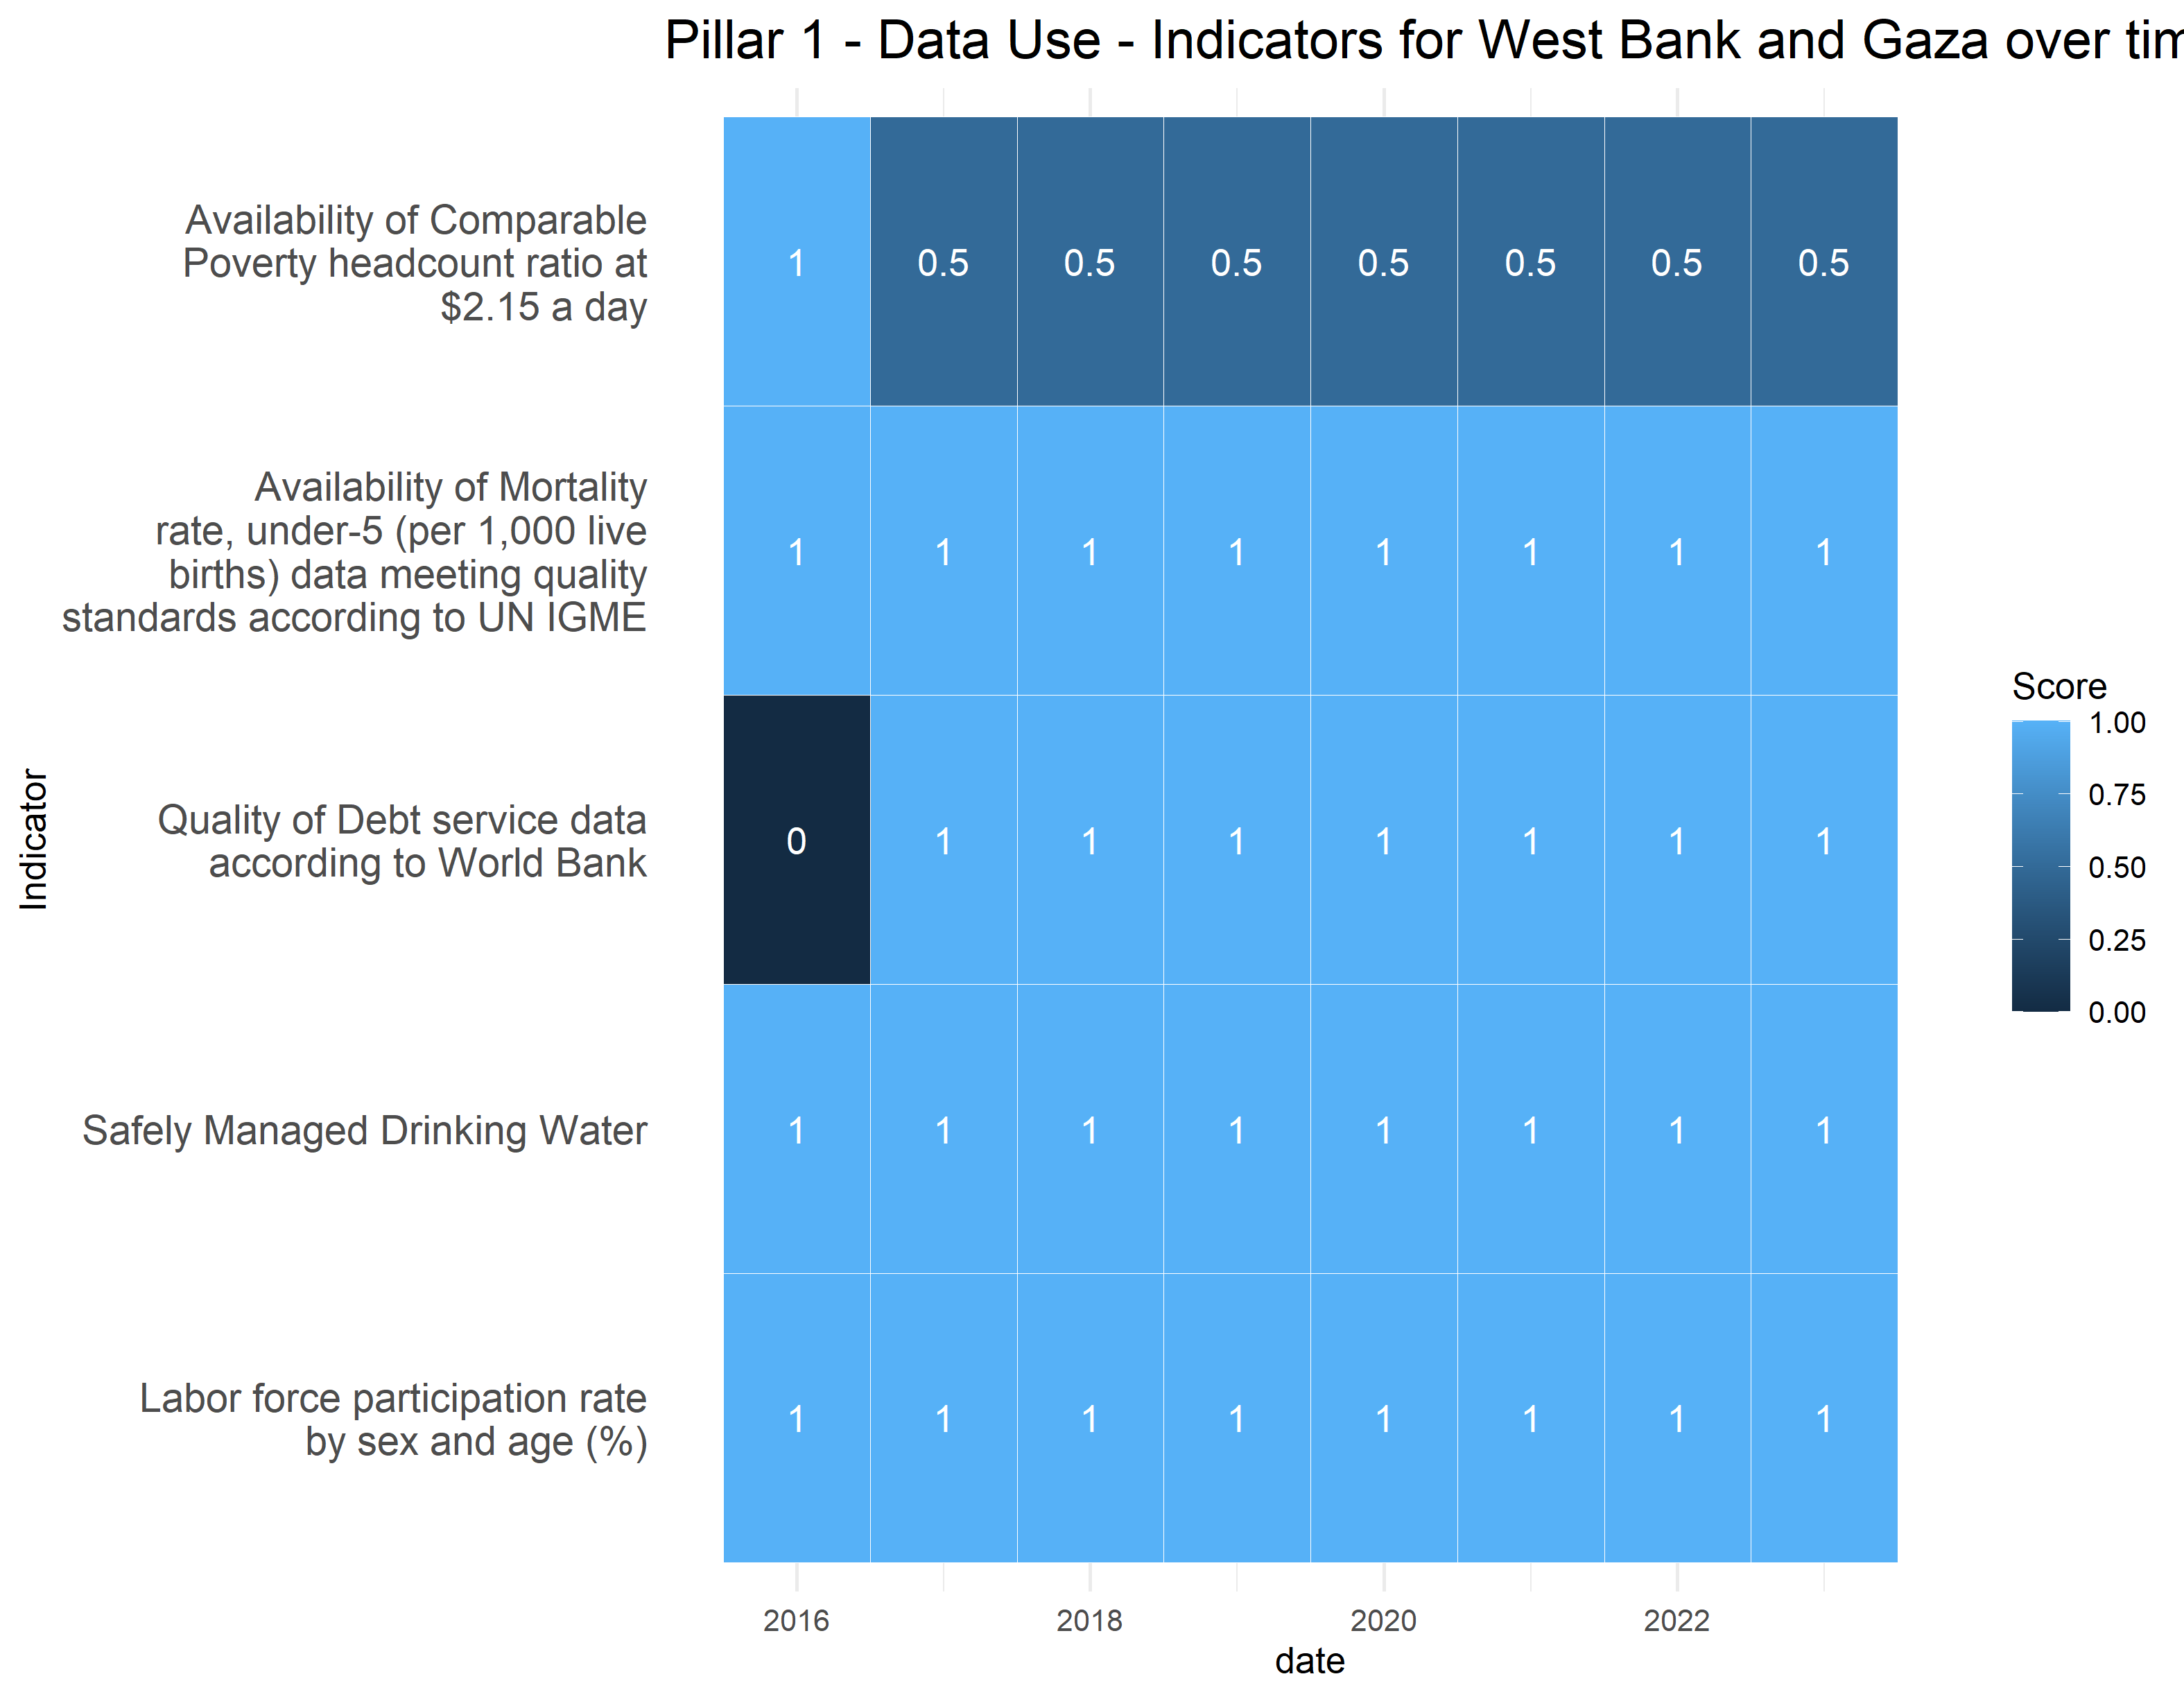 Pillar 1 - Data Use - Indicators for West Bank and Gaza over tim
Availability of Comparable
Poverty headcount ratio at
$2.15 a day
1 0.5 0.5 0.5 0.5 0.5 0.5 0.5
Availability of Mortality
rate, under-5 (per 1,000 live
births) data meeting quality
standards according to UN IGME
1 1 1 1 1 1 1 1
Quality of Debt service data
according to World Bank
0 1 1 1 1 1 1 1
Safely Managed Drinking Water
1 1 1 1 1 1 1 1
Labor force participation rate
by sex and age (%)
1 1 1 1 1 1 1 1
Indicator
2016 2018 2020 2022
date
Score
1.00
0.75
0.50
0.25
0.00